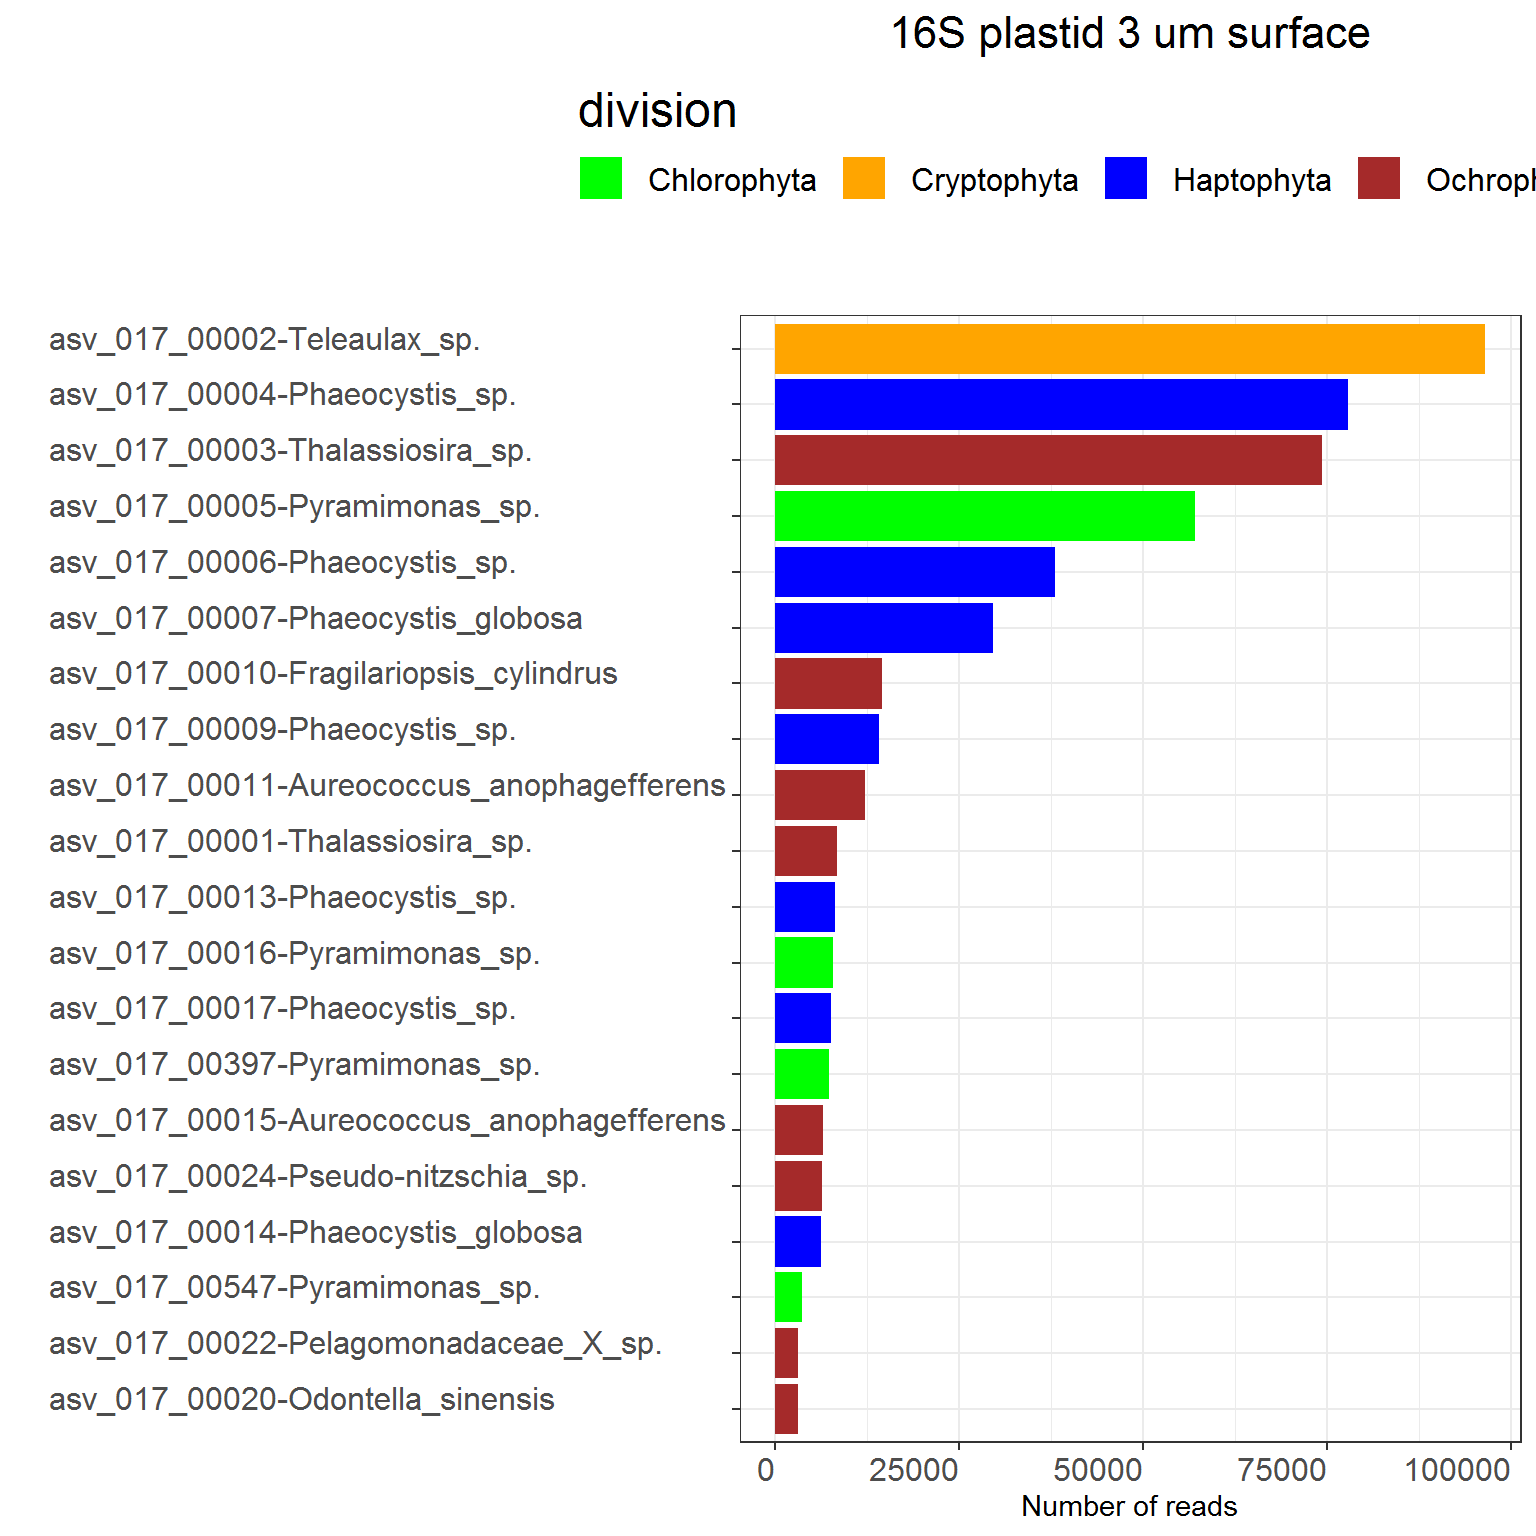 16S plastid 3 um surface
division
Chlorophyta Cryptophyta Haptophyta Ochroph
asv_017_00002-Teleaulax_sp.
asv_017_00004-Phaeocystis_sp.
asv_017_00003-Thalassiosira_sp.
asv_017_00005-Pyramimonas_sp.
asv_017_00006-Phaeocystis_sp.
asv_017_00007-Phaeocystis_globosa
asv_017_00010-Fragilariopsis_cylindrus
asv_017_00009-Phaeocystis_sp.
asv_017_00011-Aureococcus_anophagefferens
asv_017_00001-Thalassiosira_sp.
asv_017_00013-Phaeocystis_sp.
asv_017_00016-Pyramimonas_sp.
asv_017_00017-Phaeocystis_sp.
asv_017_00397-Pyramimonas_sp.
asv_017_00015-Aureococcus_anophagefferens
asv_017_00024-Pseudo-nitzschia_sp.
asv_017_00014-Phaeocystis_globosa
asv_017_00547-Pyramimonas_sp.
asv_017_00022-Pelagomonadaceae_X_sp.
asv_017_00020-Odontella_sinensis
0 25000 50000 75000 100000
Number of reads